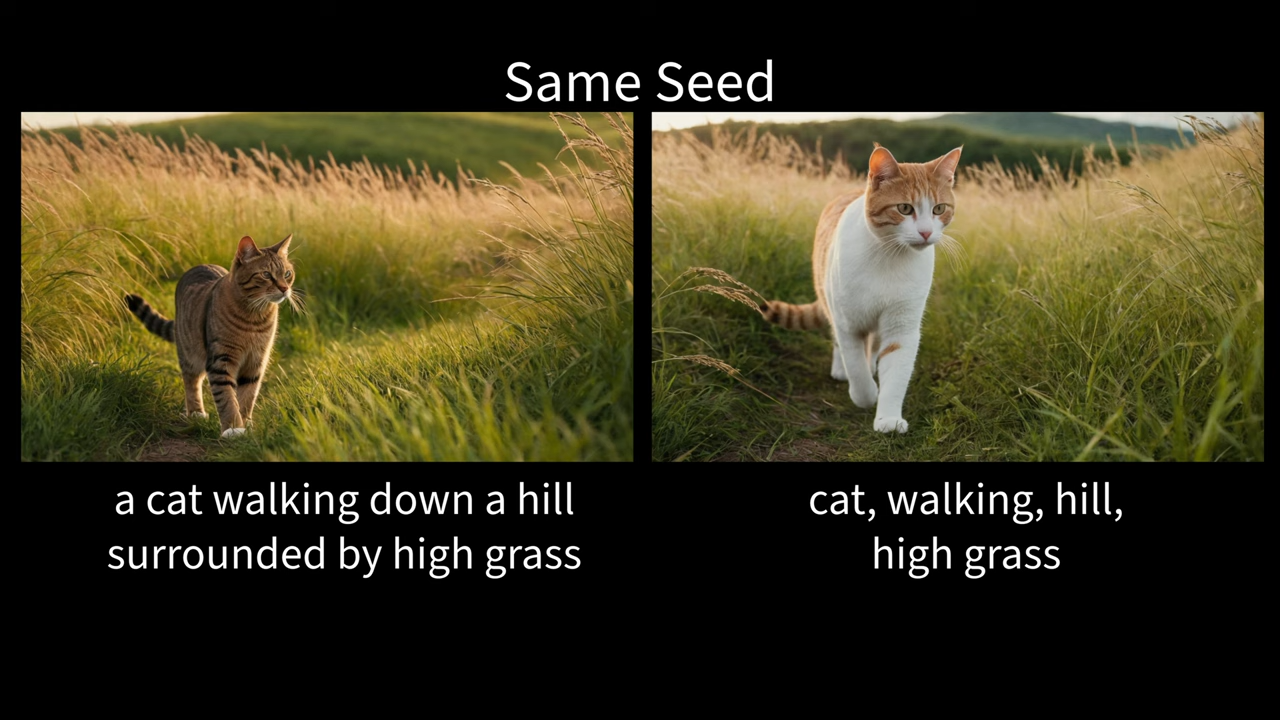 Same Seed
a cat walking down a hill
surrounded by high grass
cat, walking, hill,
high grass